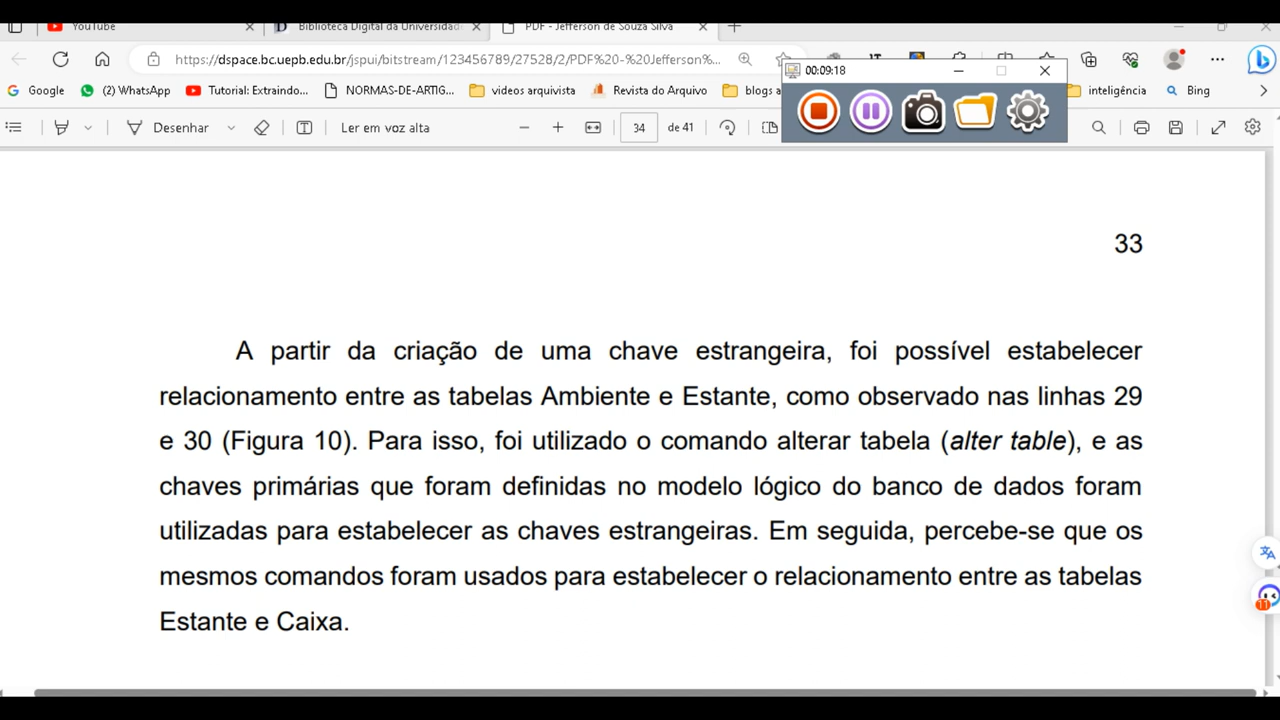 YouTube
Biblioteca Digital da Universidade
PDF - Jefferson de Souza Silva
https://dspace.bc.uepb.edu.br/jspui/bitstream/123456789/27528/2/PDF%20-%20Jefferson%...
00:09:18
Google
(2) WhatsApp
Tutorial: Extraindo...
NORMAS-DE-ARTIG...
videos arquivista
Revista do Arquivo
blogs a
inteligência
Bing
Desenhar
Ler em voz alta
34
de 41
33
A partir da criação de uma chave estrangeira, foi possível estabelecer
relacionamento entre as tabelas Ambiente e Estante, como observado nas linhas 29
e 30 (Figura 10). Para isso, foi utilizado o comando alterar tabela (alter table), e as
chaves primárias que foram definidas no modelo lógico do banco de dados foram
utilizadas para estabelecer as chaves estrangeiras. Em seguida, percebe-se que os
mesmos comandos foram usados para estabelecer o relacionamento entre as tabelas
Estante e Caixa.
11